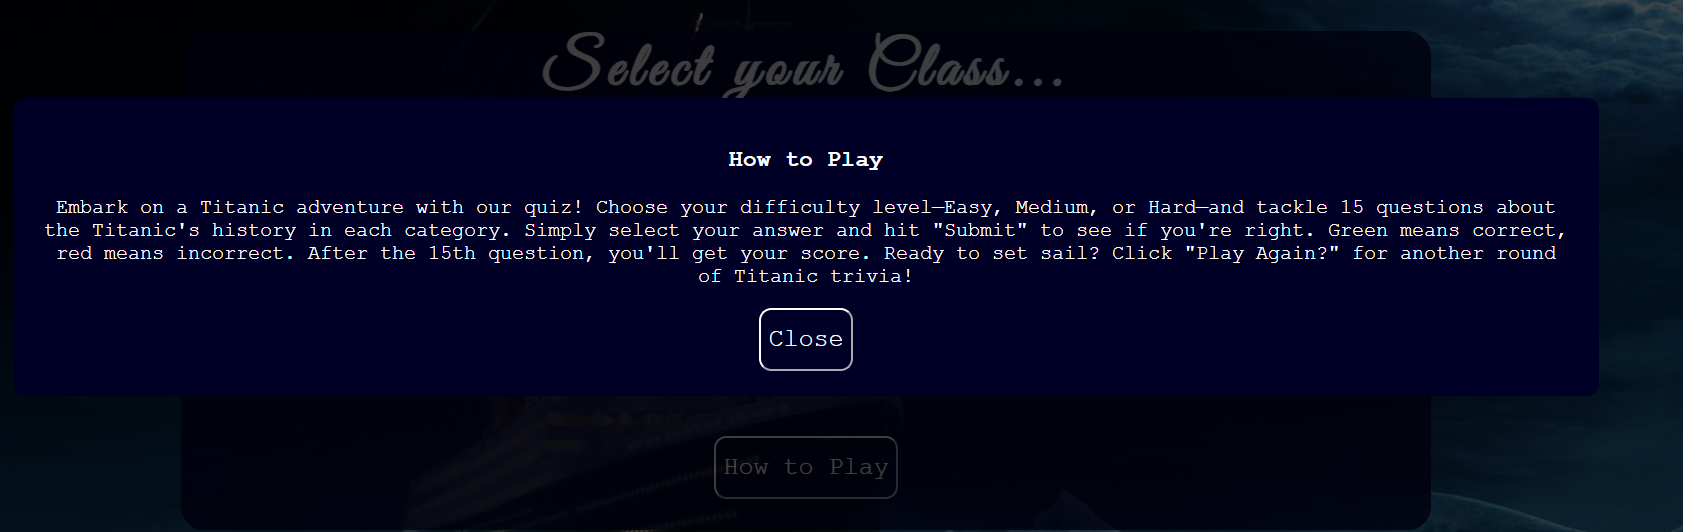 Select your Class...
How to Play
Embark on a Titanic adventure with our quiz! Choose your difficulty level—Easy, Medium, or Hard—and tackle 15 questions about
the Titanic's history in each category. Simply select your answer and hit "Submit" to see if you're right. Green means correct,
red means incorrect. After the 15th question, you'll get your score. Ready to set sail? Click "Play Again?" for another round
of Titanic trivia!
Close
How to Play